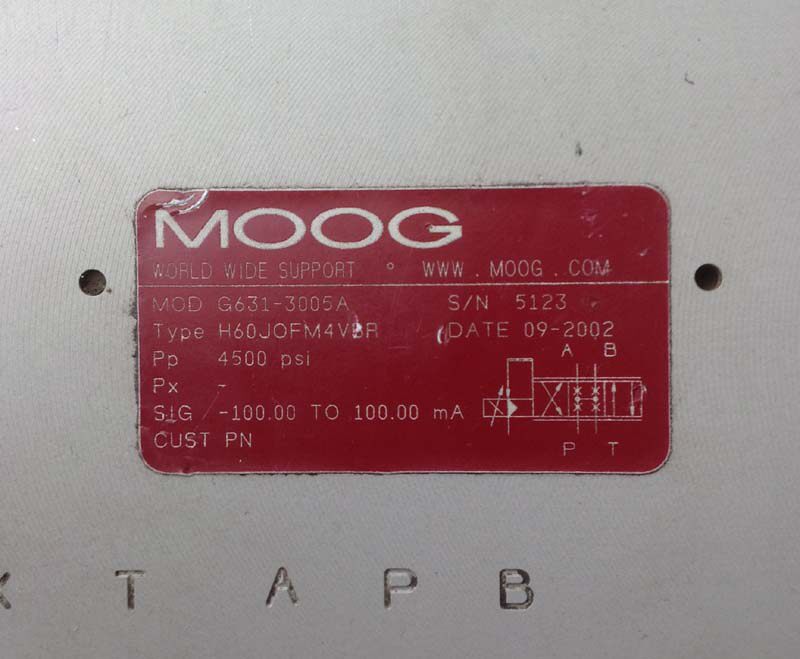 MOOG
WORLD WIDE SUPPORT ° WWW . MOOG . COM
MOD G631-3005A S/N 5123
Type H60JOFM4VBR DATE 09-2002
Pp 4500 psi
Px -
SIG -100.00 TO 100.00 mA
CUST PN
A B
P T
X T A P B